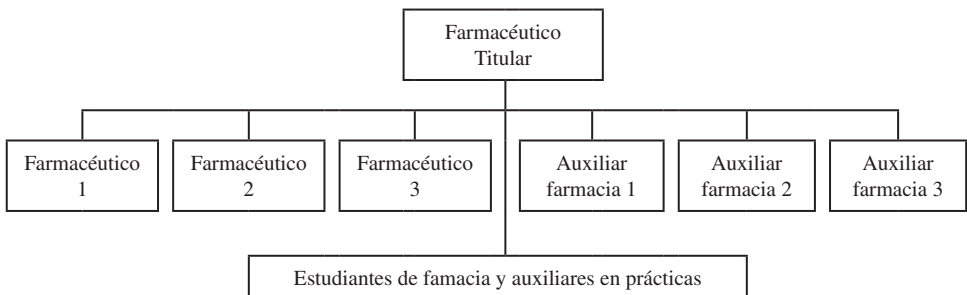 Farmacéutico
Titular
Farmacéutico
1
Farmacéutico
2
Farmacéutico
3
Auxiliar
farmacia 1
Auxiliar
farmacia 2
Auxiliar
farmacia 3
Estudiantes de famacia y auxiliares en prácticas